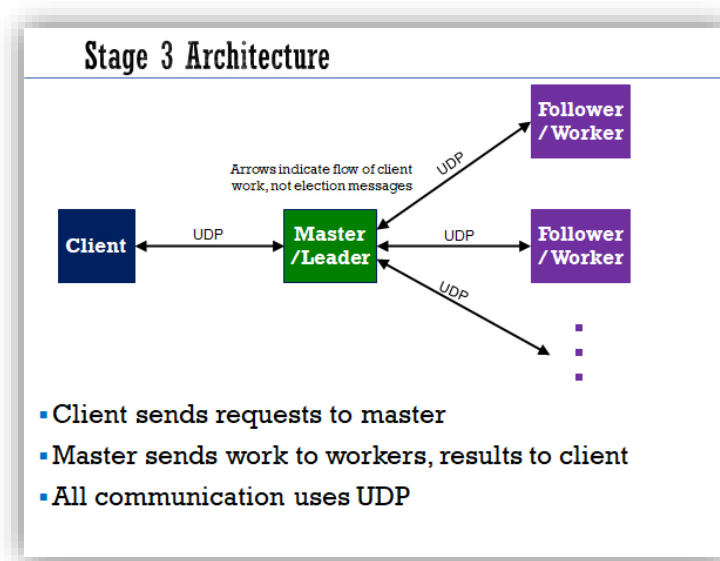 Stage 3 Architecture
Follower
/Worker
Arrows indicate flow of client
work, not election messages
UDP
Client
UDP
Master
/Leader
UDP
Follower
/Worker
UDP
▪ Client sends requests to master
▪ Master sends work to workers, results to client
▪ All communication uses UDP